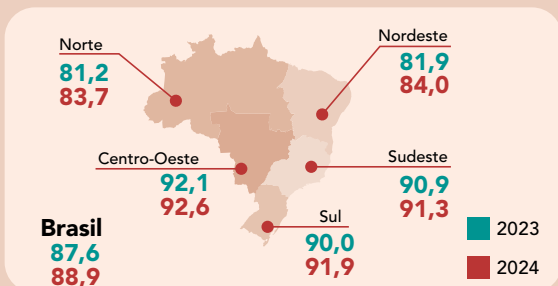 Norte
81,2
83,7
Nordeste
81,9
84,0
Centro-Oeste
92,1
92,6
Sudeste
90,9
91,3
Sul
90,0
91,9
Brasil
87,6
88,9
2023
2024